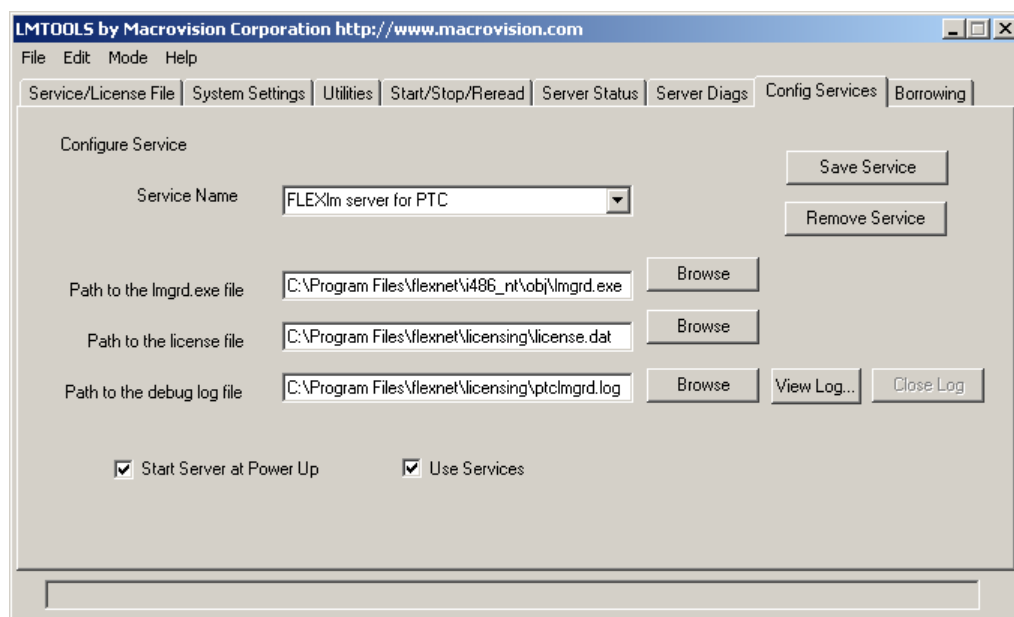 LMTOOLS by Macrovision Corporation http://www.macrovision.com
File Edit Mode Help
Service/License File System Settings Utilities Start/Stop/Reread Server Status Server Diags Config Services Borrowing
Configure Service
Save Service
Service Name FLEXlm server for PTC
Remove Service
Path to the lmgrd.exe file C:\Program Files\flexnet\i486_nt\obj\lmgrd.exe Browse
Path to the license file C:\Program Files\flexnet\licensing\license.dat Browse
Path to the debug log file C:\Program Files\flexnet\licensing\ptclmgrd.log Browse View Log... Close Log
Start Server at Power Up Use Services